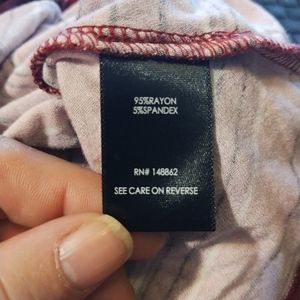 95%RAYON
5%SPANDEX
RN# 148862
SEE CARE ON REVERSE